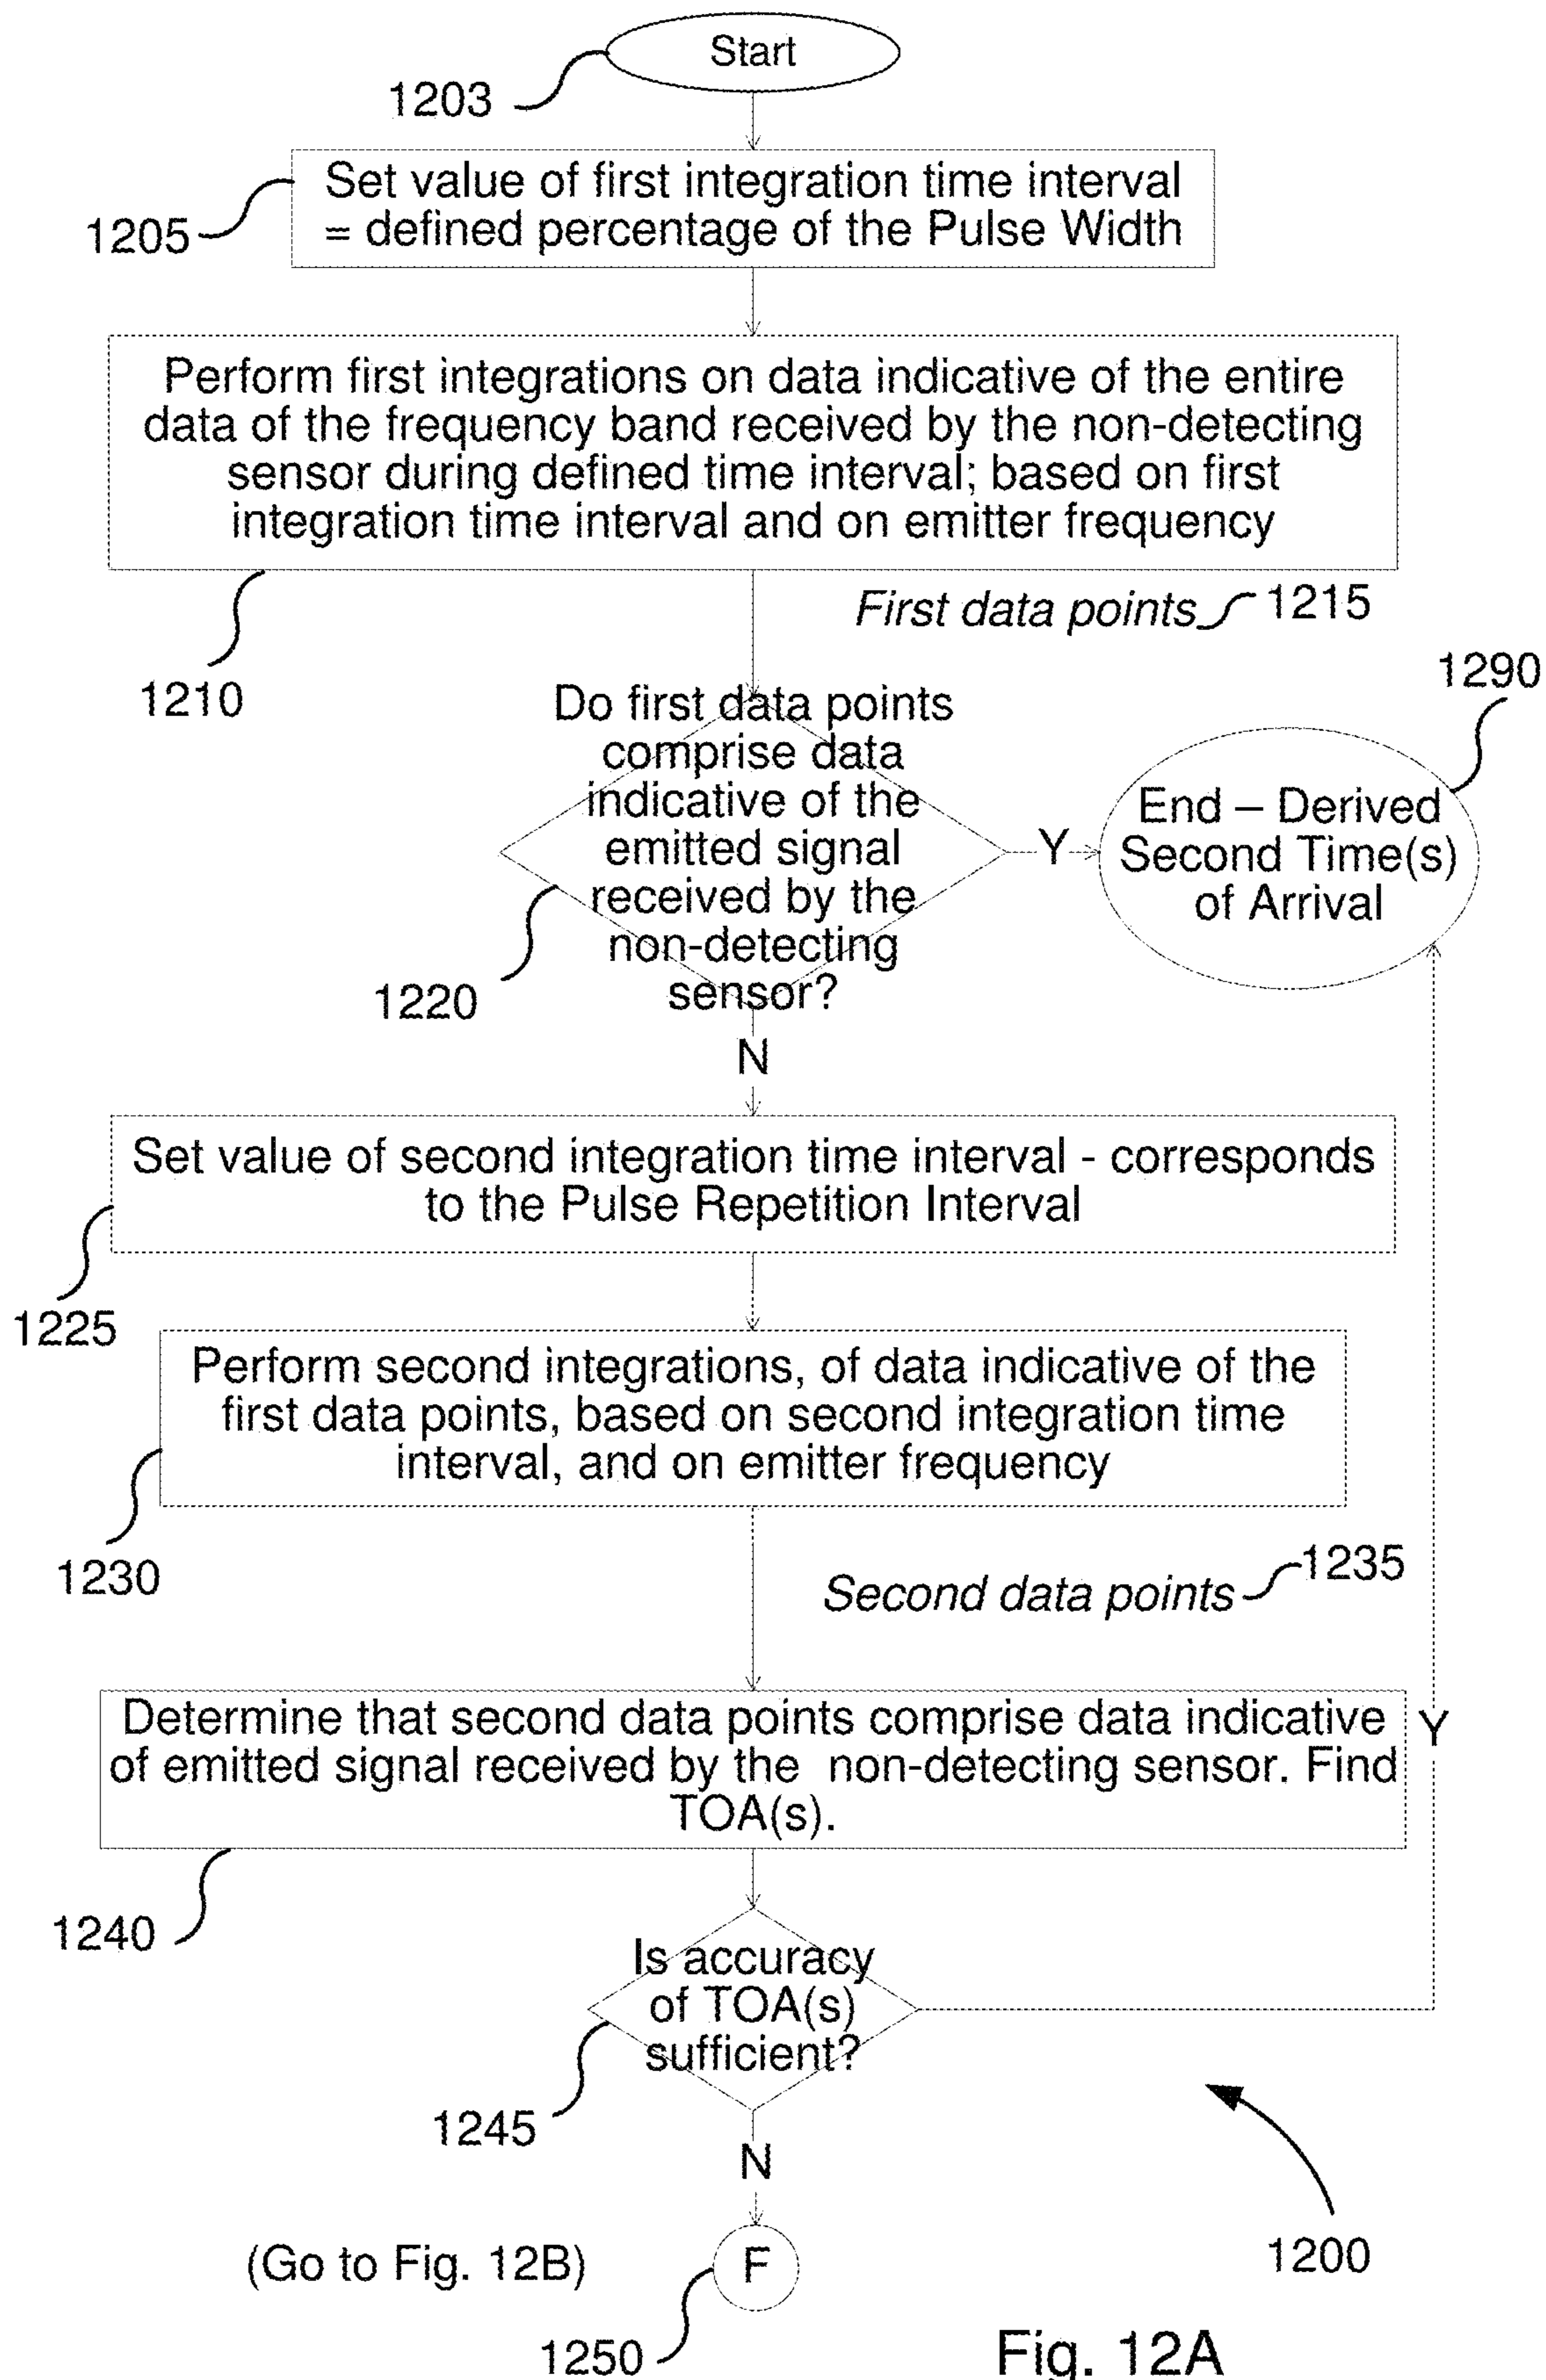 Start
1203
Set value of first integration time interval
= defined percentage of the Pulse Width
1205
Perform first integrations on data indicative of the entire
data of the frequency band received by the non-detecting
sensor during defined time interval; based on first
integration time interval and on emitter frequency
First data points
1215
1210
1290
Do first data points
comprise data
indicative of the
emitted signal
received by the
non-detecting
sensor?
Y
End – Derived
Second Time(s)
of Arrival
1220
N
Set value of second integration time interval - corresponds
to the Pulse Repetition Interval
1225
Perform second integrations, of data indicative of the
first data points, based on second integration time
interval, and on emitter frequency
1230
Second data points
1235
Determine that second data points comprise data indicative
of emitted signal received by the non-detecting sensor. Find
TOA(s).
Y
1240
Is accuracy
of TOA(s)
sufficient?
1245
N
(Go to Fig. 12B)
F
1200
1250
Fig. 12A